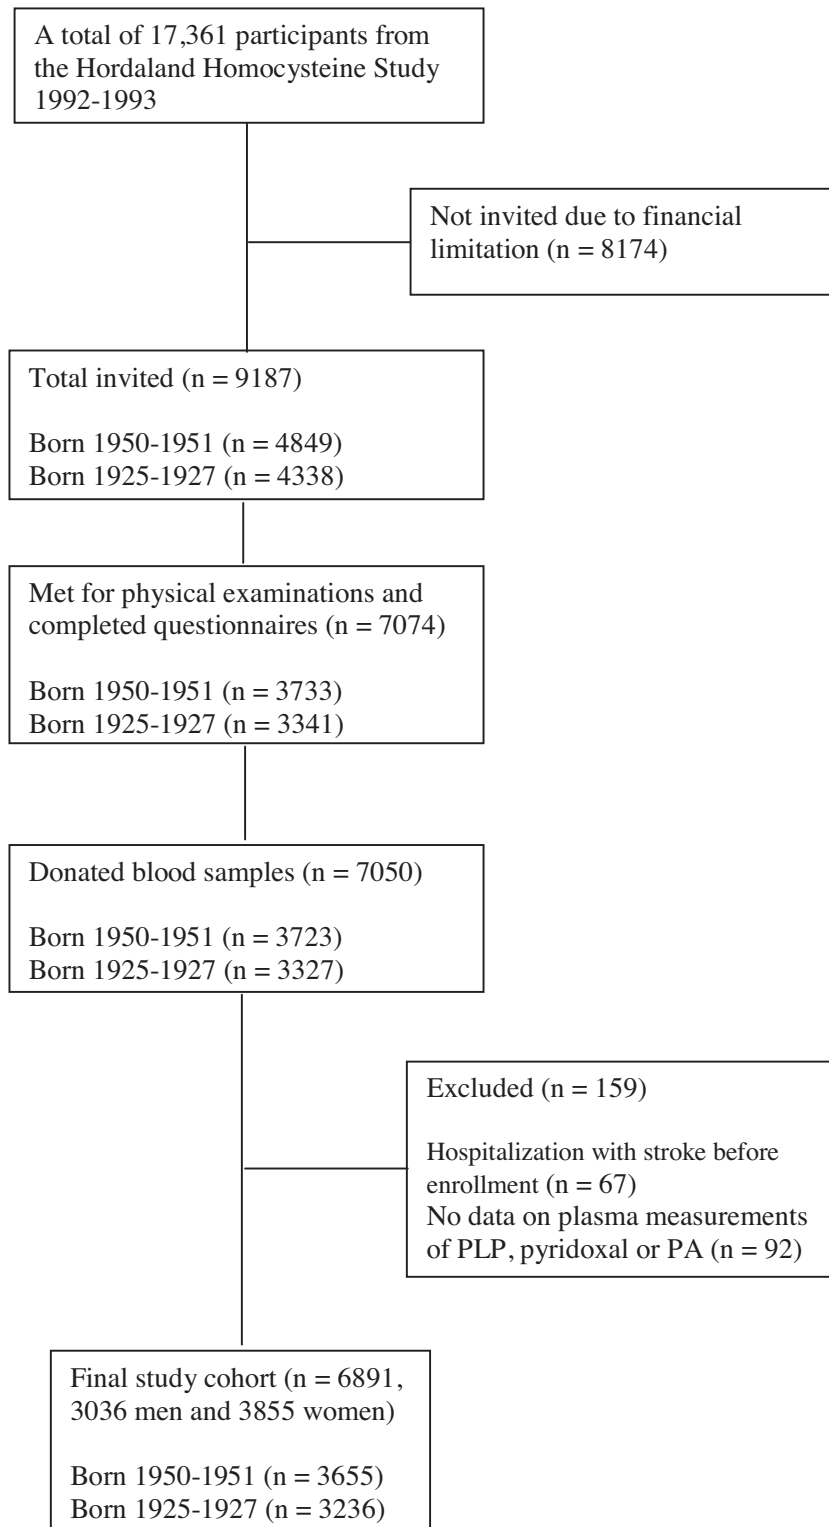 A total of 17,361 participants from
the Hordaland Homocysteine Study
1992-1993
Not invited due to financial
limitation (n = 8174)
Total invited (n = 9187)
Born 1950-1951 (n = 4849)
Born 1925-1927 (n = 4338)
Met for physical examinations and
completed questionnaires (n = 7074)
Born 1950-1951 (n = 3733)
Born 1925-1927 (n = 3341)
Donated blood samples (n = 7050)
Born 1950-1951 (n = 3723)
Born 1925-1927 (n = 3327)
Excluded (n = 159)
Hospitalization with stroke before
enrollment (n = 67)
No data on plasma measurements
of PLP, pyridoxal or PA (n = 92)
Final study cohort (n = 6891,
3036 men and 3855 women)
Born 1950-1951 (n = 3655)
Born 1925-1927 (n = 3236)